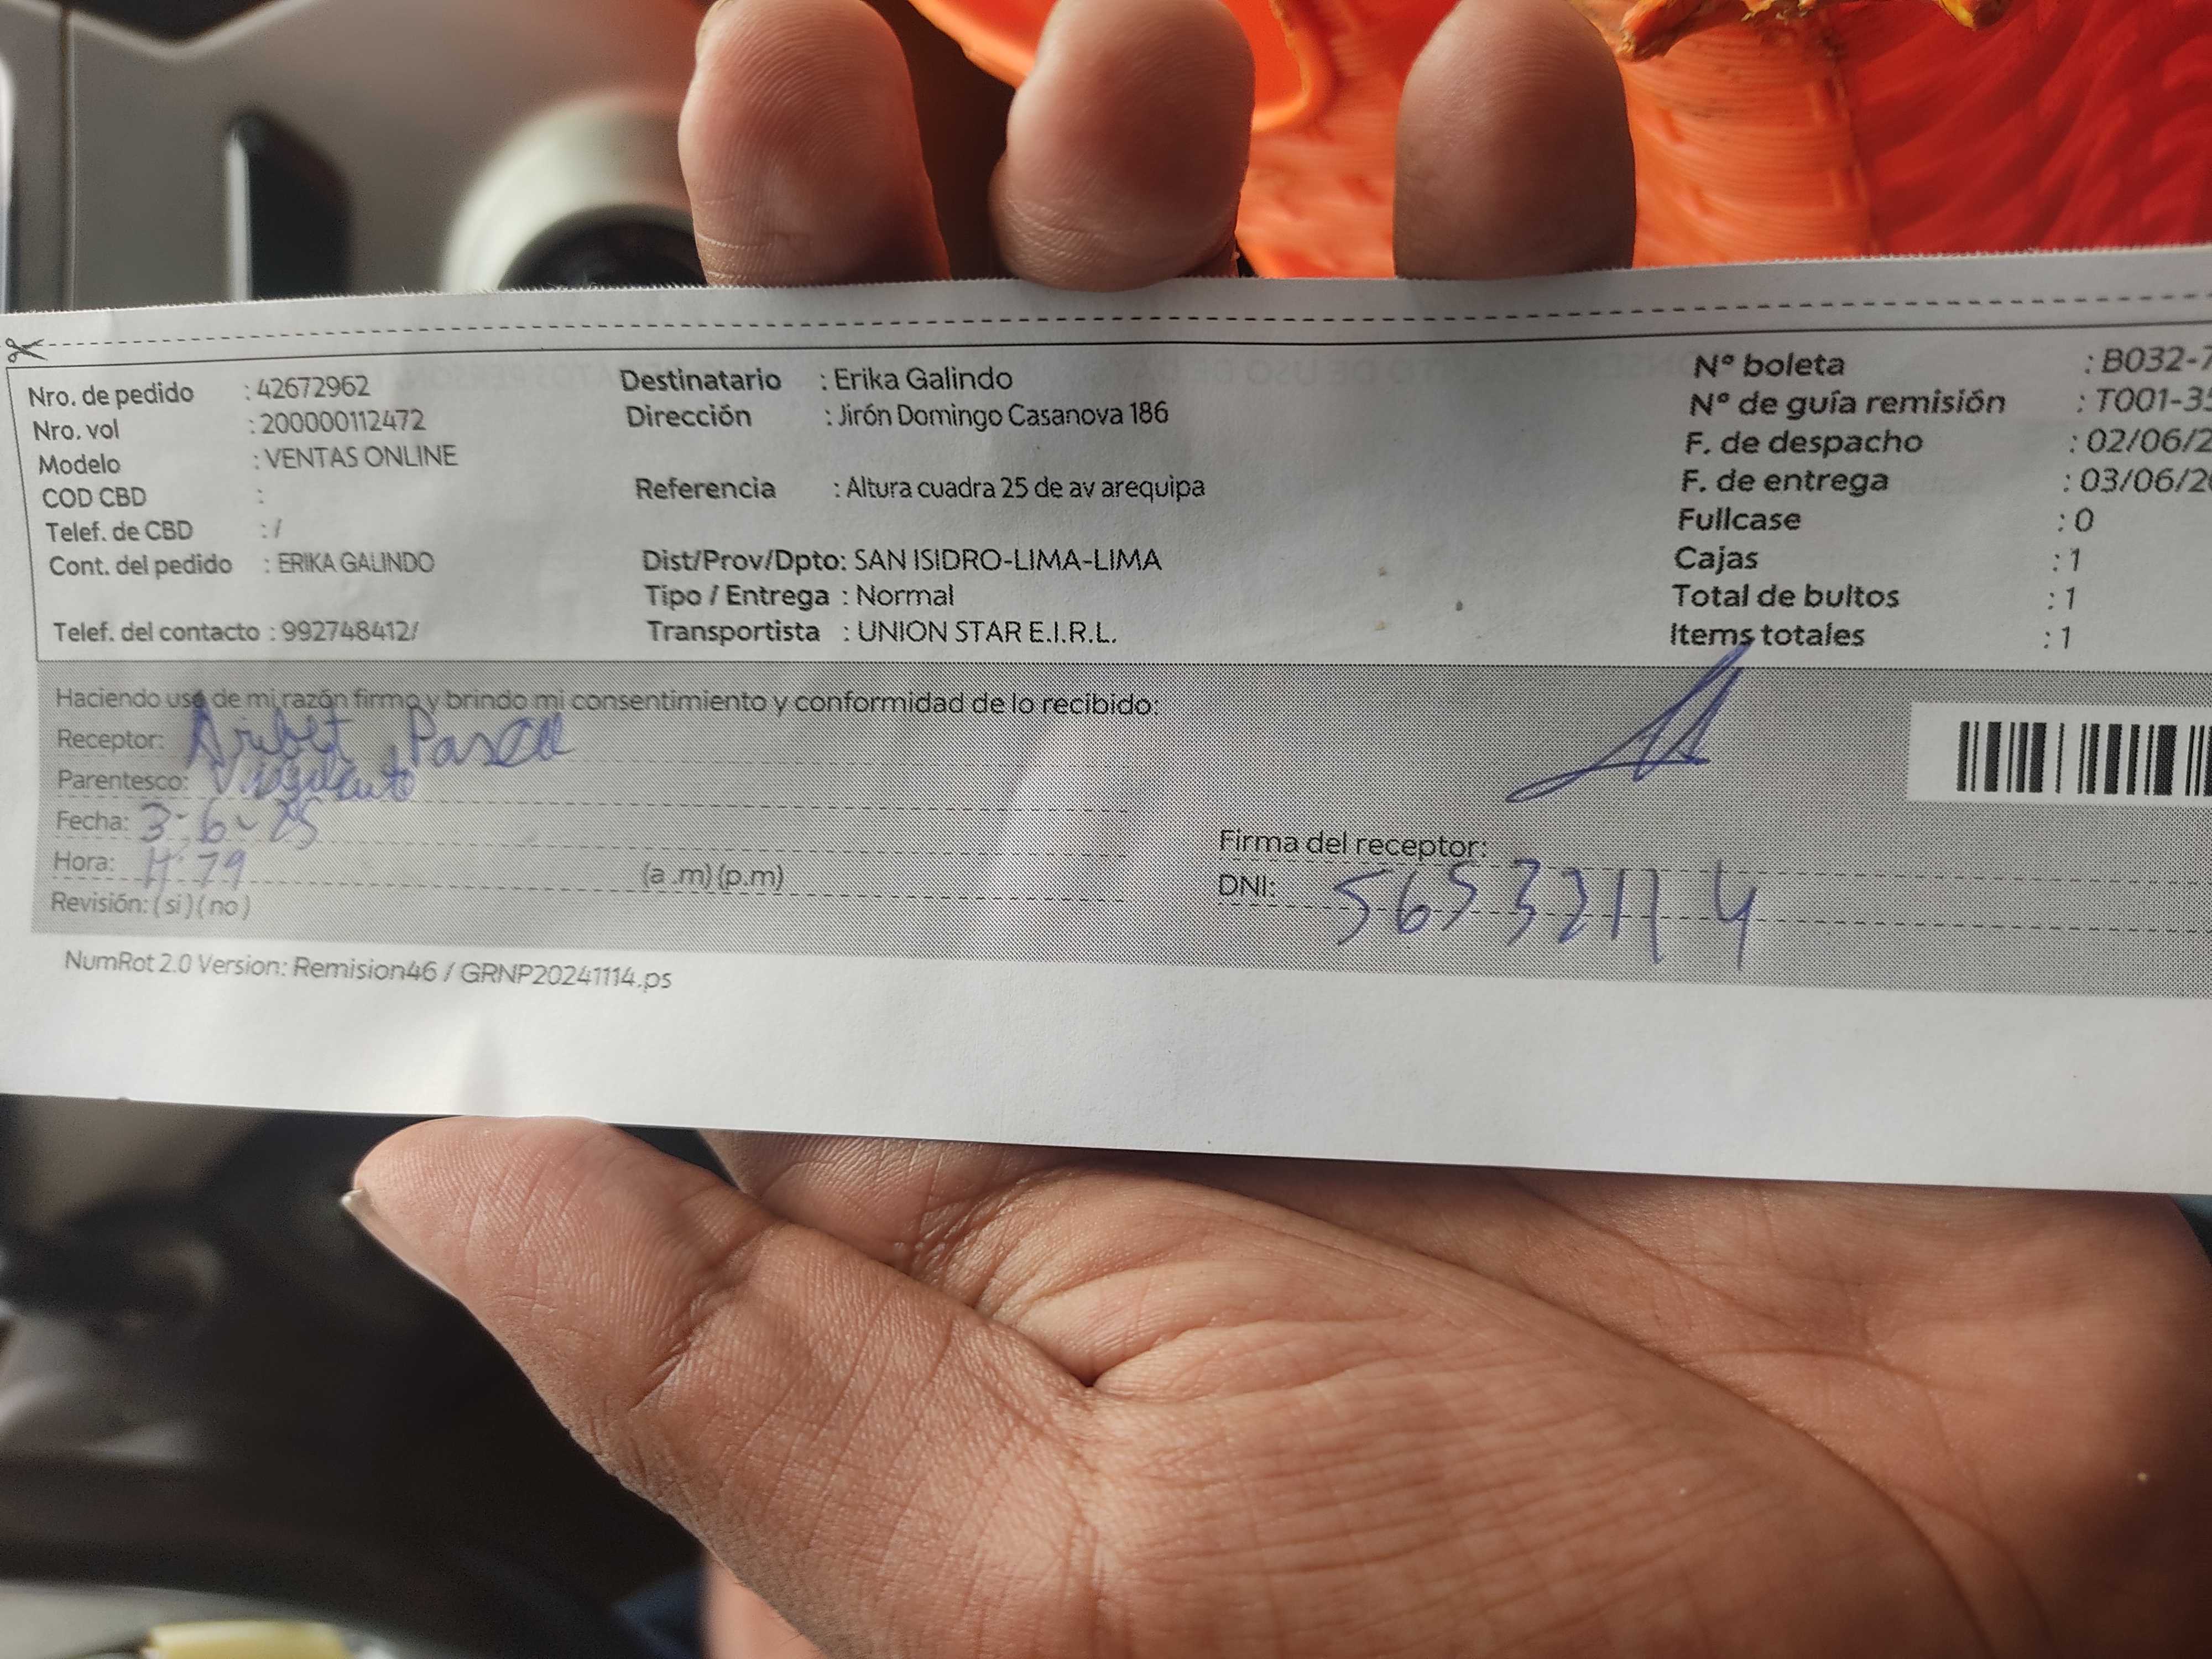 Nro. de pedido : 42672962
Nro. vol : 200000112472
Modelo : VENTAS ONLINE
COD CBD :
Telef. de CBD : /
Cont. del pedido : ERIKA GALINDO
Telef. del contacto : 992748412/
Destinatario : Erika Galindo
Dirección : Jirón Domingo Casanova 186
Referencia : Altura cuadra 25 de av arequipa
Dist/Prov/Dpto: SAN ISIDRO-LIMA-LIMA
Tipo / Entrega : Normal
Transportista : UNION STAR E.I.R.L.
N° boleta : B032-7
N° de guía remisión : T001-35
F. de despacho : 02/06/2
F. de entrega : 03/06/20
Fullcase : 0
Cajas : 1
Total de bultos : 1
Items totales : 1
Haciendo uso de mi razón firmo y brindo mi consentimiento y conformidad de lo recibido:
Receptor:
Parentesco:
Fecha: 3-6-25
Hora: (a .m) (p.m)
Revisión: ( si ) ( no )
Firma del receptor:
DNI:
NumRot 2.0 Version: Remision46 / GRNP20241114.ps